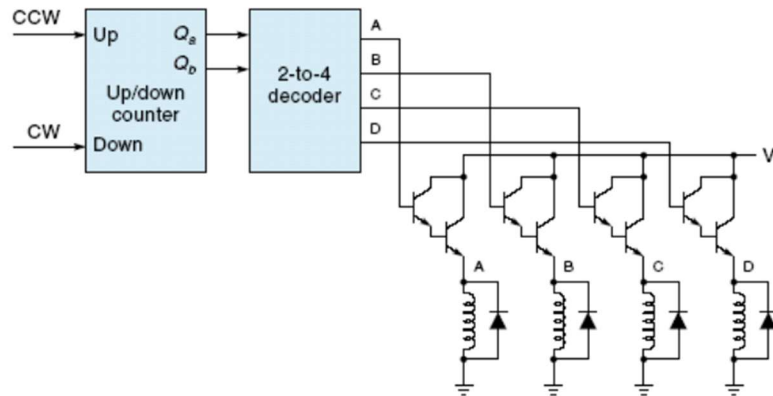 CCW
Up
Qa
Qb
Up/down
counter
CW
Down
2-to-4
decoder
A
B
C
D
V
A
B
C
D